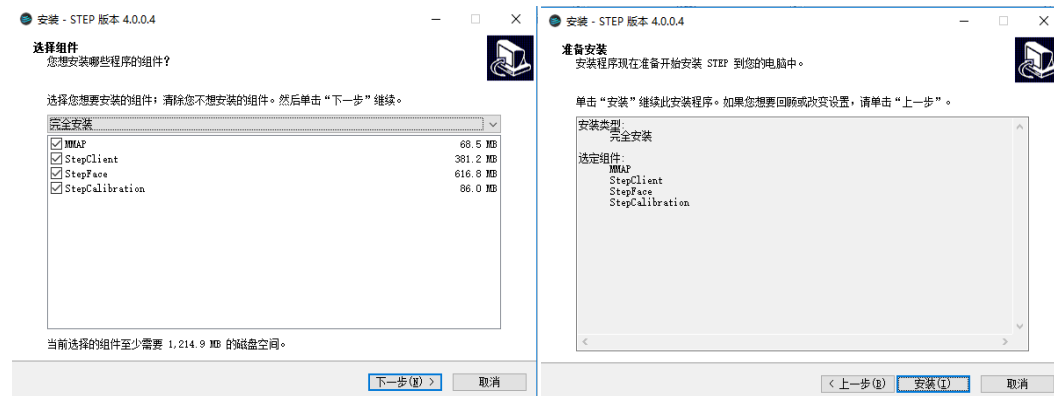 安装 - STEP 版本 4.0.0.4
选择组件
您想安装哪些程序的组件?
选择您想要安装的组件;清除您不想安装的组件。然后单击“下一步”继续。
完全安装
MMAP 68.5 MB
StepClient 381.2 MB
StepFace 616.8 MB
StepCalibration 86.0 MB
当前选择的组件至少需要 1,214.9 MB 的磁盘空间。
下一步(N) > 取消
安装 - STEP 版本 4.0.0.4
准备安装
安装程序现在准备开始安装 STEP 到您的电脑中。
单击“安装”继续此安装程序。如果您想要回顾或改变设置,请单击“上一步”。
安装类型:
完全安装
选定组件:
MMAP
StepClient
StepFace
StepCalibration
< 上一步(B) 安装(I) 取消